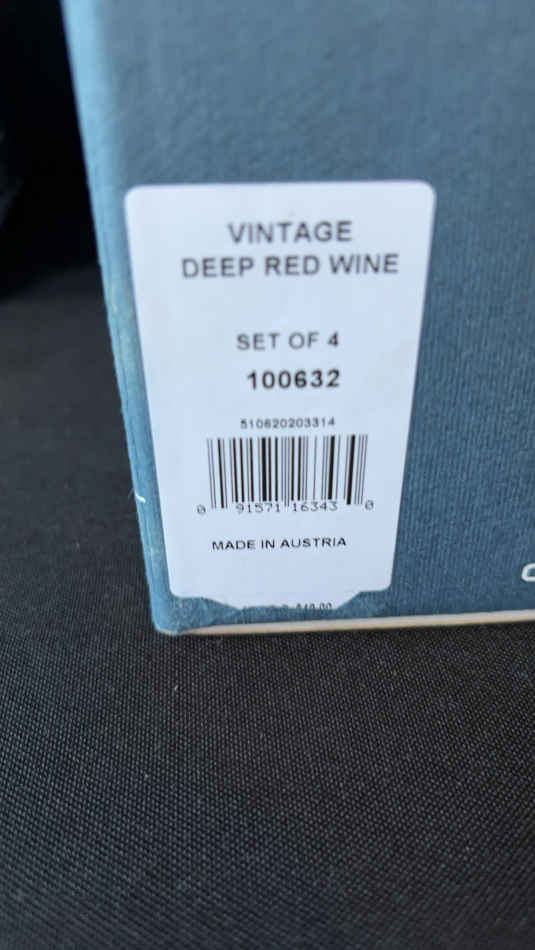 VINTAGE
DEEP RED WINE
SET OF 4
100632
510620203314
0 91571 16343 0
MADE IN AUSTRIA